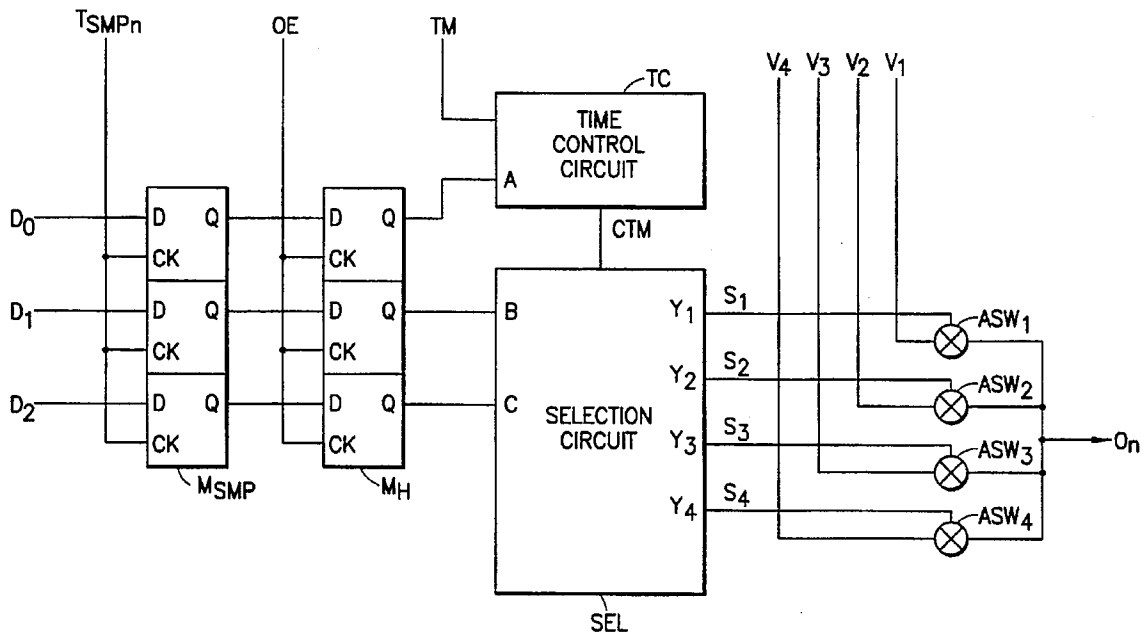 TSMPn OE TM
V4 V3 V2 V1
TC
TIME
CONTROL
CIRCUIT
A
D0 D Q D Q
CK CK
CTM
D1 D Q D Q B
CK CK
D2 D Q D Q C
CK CK
MSMP MH
SELECTION
CIRCUIT
Y1 S1 ASW1
Y2 S2 ASW2
Y3 S3 ASW3
Y4 S4 ASW4
On
SEL